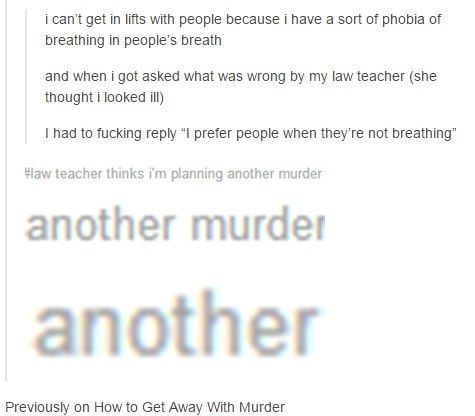 i can't get in lifts with people because i have a sort of phobia of
breathing in people's breath
and when i got asked what was wrong by my law teacher (she
thought i looked ill)
I had to fucking reply “I prefer people when they're not breathing”
#law teacher thinks i'm planning another murder
another murder
another
Previously on How to Get Away With Murder